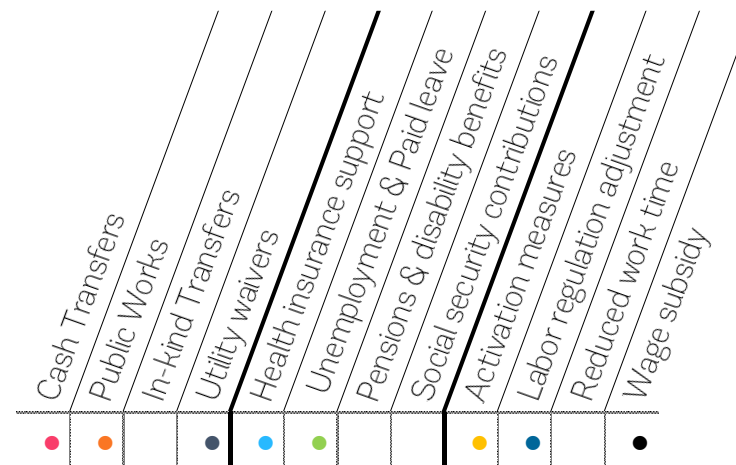 Cash Transfers
Public Works
In-kind Transfers
Utility waivers
Health insurance support
Unemployment & Paid leave
Pensions & disability benefits
Social security contributions
Activation measures
Labor regulation adjustment
Reduced work time
Wage subsidy